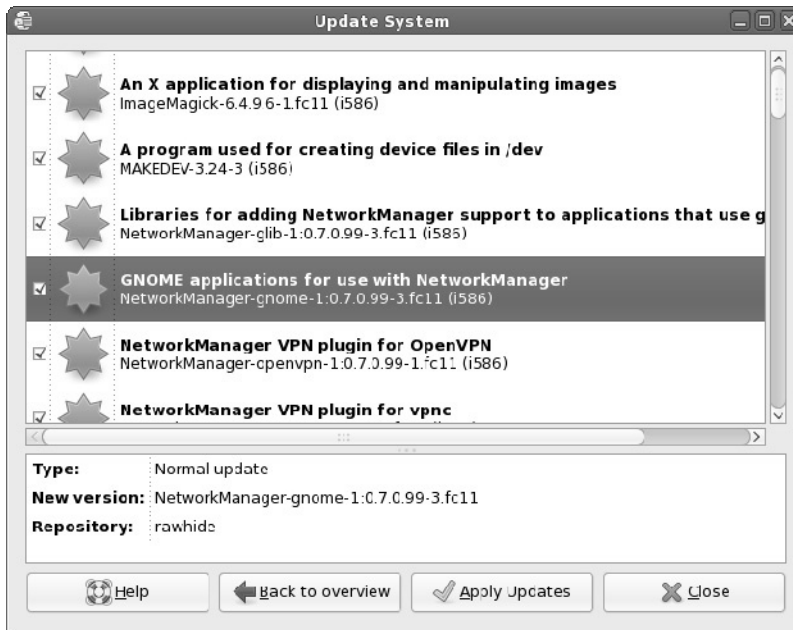 Update System
An X application for displaying and manipulating images
ImageMagick-6.4.9.6-1.fc11 (i586)
A program used for creating device files in /dev
MAKEDEV-3.24-3 (i586)
Libraries for adding NetworkManager support to applications that use g
NetworkManager-glib-1:0.7.0.99-3.fc11 (i586)
GNOME applications for use with NetworkManager
NetworkManager-gnome-1:0.7.0.99-3.fc11 (i586)
NetworkManager VPN plugin for OpenVPN
NetworkManager-openvpn-1:0.7.0.99-1.fc11 (i586)
NetworkManager VPN plugin for vpnc
Type: Normal update
New version: NetworkManager-gnome-1:0.7.0.99-3.fc11
Repository: rawhide
Help Back to overview Apply Updates Close